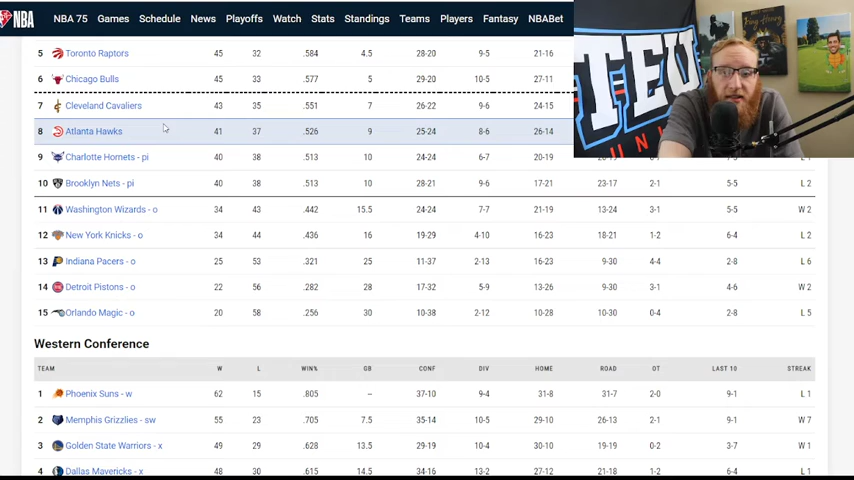 NBA NBA 75 Games Schedule News Playoffs Watch Stats Standings Teams Players Fantasy NBABet
5 Toronto Raptors 45 32 .584 4.5 28-20 9-5 21-16
6 Chicago Bulls 45 33 .577 5 29-20 10-5 27-11
7 Cleveland Cavaliers 43 35 .551 7 26-22 9-6 24-15
8 Atlanta Hawks 41 37 .526 9 25-24 8-6 26-14
9 Charlotte Hornets - pi 40 38 .513 10 24-24 6-7 20-19
10 Brooklyn Nets - pi 40 38 .513 10 28-21 9-6 17-21 23-17 2-1 5-5 L 2
11 Washington Wizards - o 34 43 .442 15.5 24-24 7-7 21-19 13-24 3-1 5-5 W 2
12 New York Knicks - o 34 44 .436 16 19-29 4-10 16-23 18-21 1-2 6-4 L 2
13 Indiana Pacers - o 25 53 .321 25 11-37 2-13 16-23 9-30 4-4 2-8 L 6
14 Detroit Pistons - o 22 56 .282 28 17-32 5-9 13-26 9-30 3-1 4-6 W 2
15 Orlando Magic - o 20 58 .256 30 10-38 2-12 10-28 10-30 0-4 2-8 L 5
Western Conference
TEAM W L WIN% GB CONF DIV HOME ROAD OT LAST 10 STREAK
1 Phoenix Suns - w 62 15 .805 -- 37-10 9-4 31-8 31-7 2-0 9-1 L 1
2 Memphis Grizzlies - sw 55 23 .705 7.5 35-14 10-5 29-10 26-13 2-1 9-1 W 7
3 Golden State Warriors - x 50 29 .628 13.5 29-19 10-4 30-10 19-19 0-2 3-7 W 1
4 Dallas Mavericks - x 48 30 .615 14.5 34-16 13-2 27-12 21-18 1-2 6-4 L 1
TEU
UN